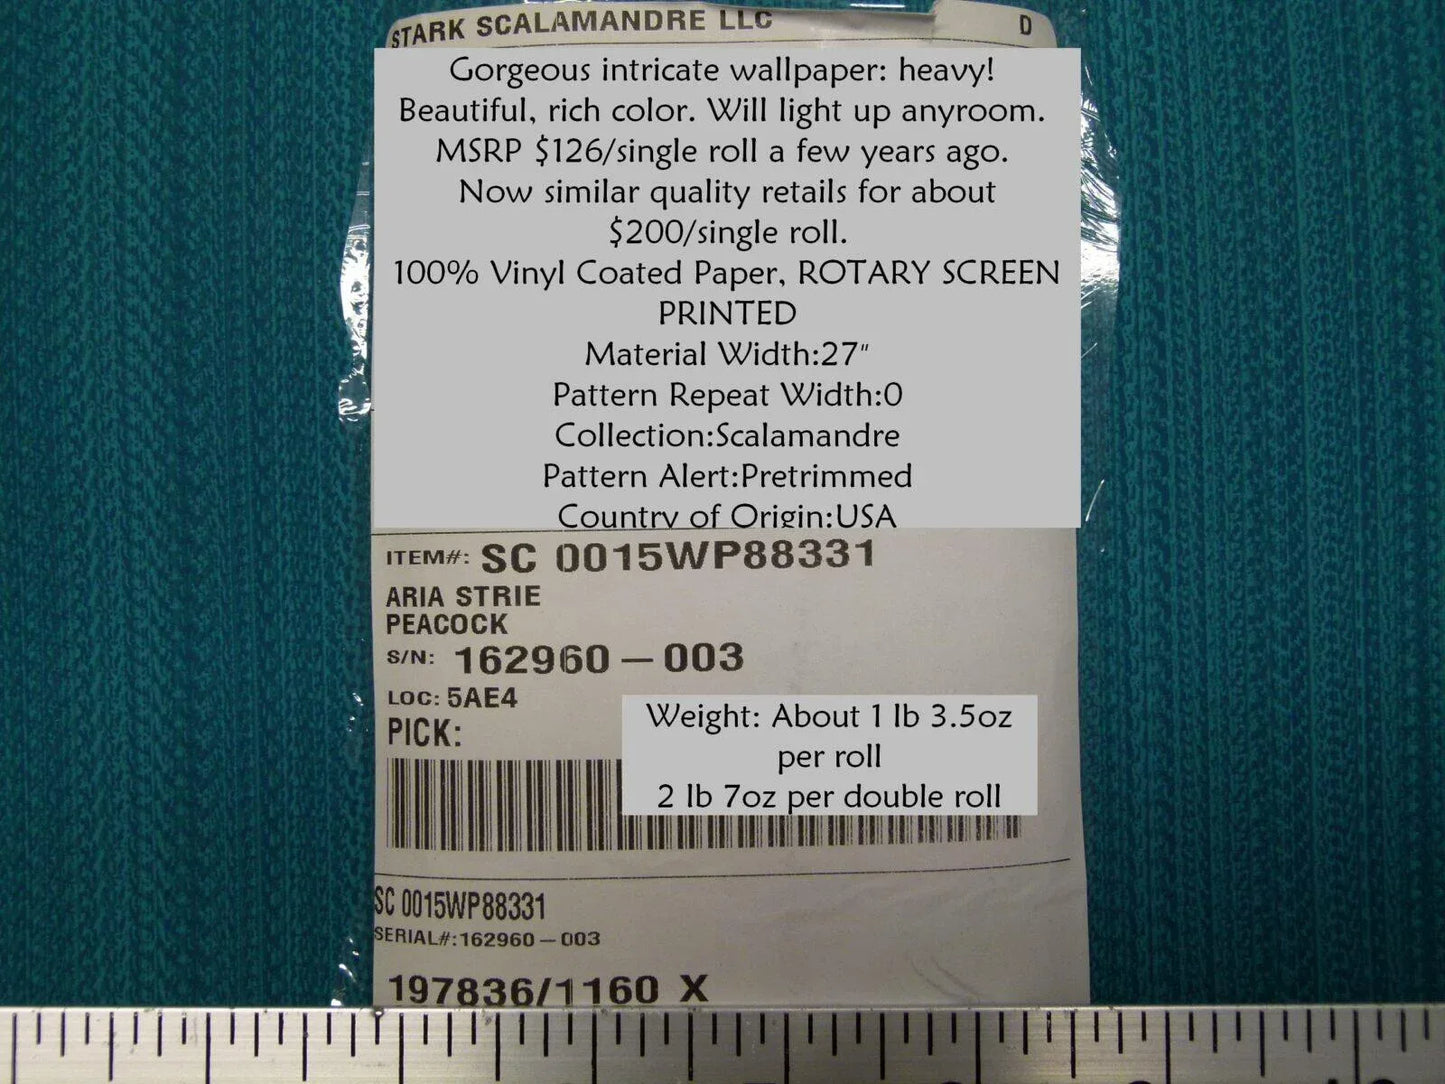 STARK SCALAMANDRE LLC D
Gorgeous intricate wallpaper: heavy!
Beautiful, rich color. Will light up anyroom.
MSRP $126/single roll a few years ago.
Now similar quality retails for about
$200/single roll.
100% Vinyl Coated Paper, ROTARY SCREEN
PRINTED
Material Width:27"
Pattern Repeat Width:0
Collection:Scalamandre
Pattern Alert:Pretrimmed
Country of Origin:USA
ITEM#: SC 0015WP88331
ARIA STRIE
PEACOCK
S/N: 162960-003
LOC: 5AE4
PICK:
Weight: About 1 lb 3.5oz
per roll
2 lb 7oz per double roll
SC 0015WP88331
SERIAL#:162960-003
197836/1160 X